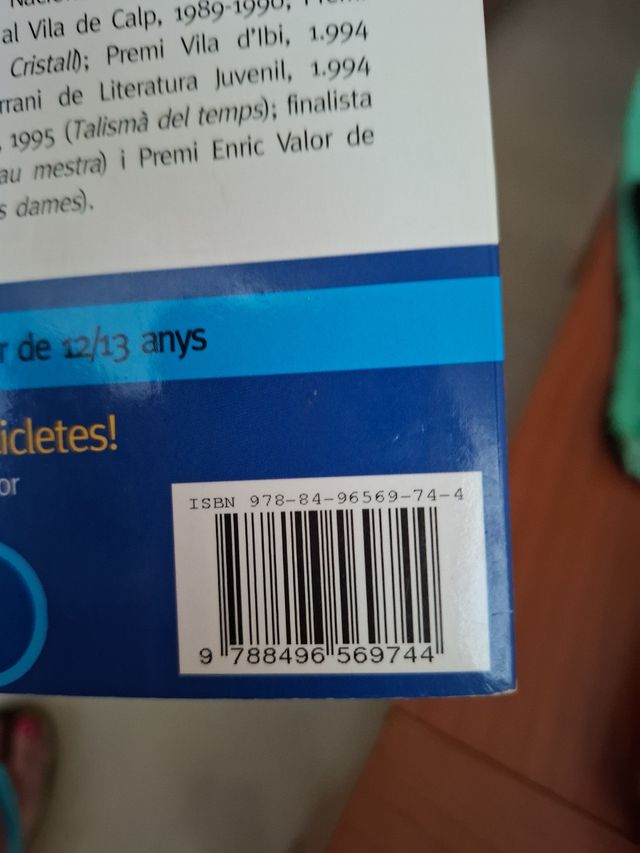 al Vila de Calp, 1989-1990, Premi
Cristall); Premi Vila d'Ibi, 1.994
rrani de Literatura Juvenil, 1.994
, 1995 (Talismà del temps); finalista
au mestra) i Premi Enric Valor de
s dames).
r de 12/13 anys
icletes!
or
ISBN 978-84-96569-74-4
9 788496 569744